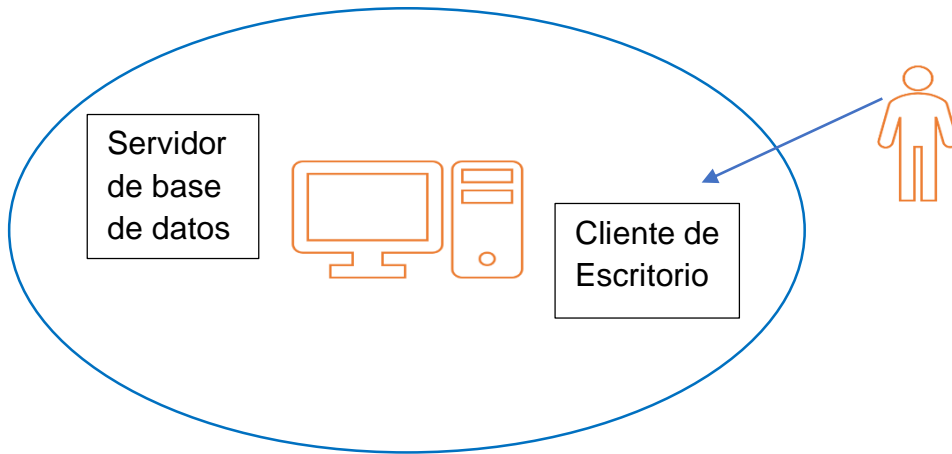 Servidor
de base
de datos
Cliente de
Escritorio